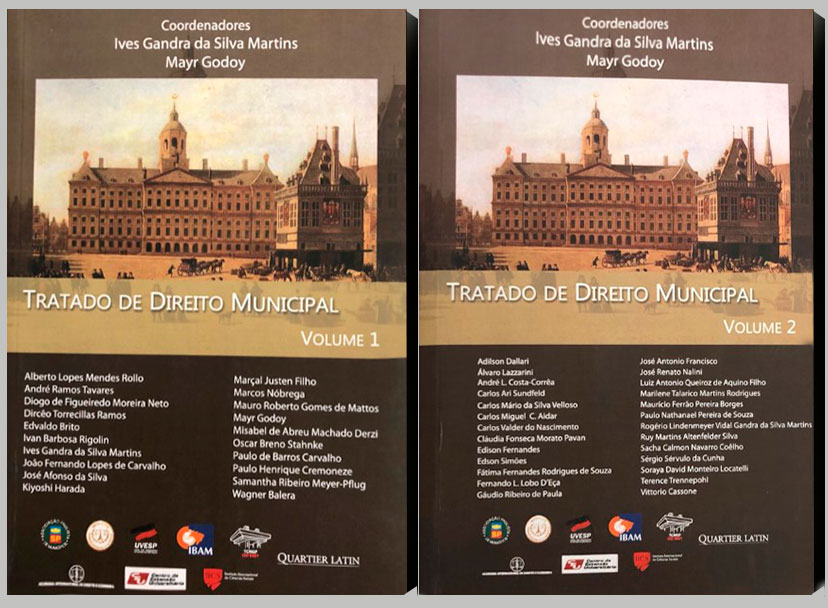 Coordenadores
Ives Gandra da Silva Martins
Mayr Godoy
TRATADO DE DIREITO MUNICIPAL
VOLUME 1
Alberto Lopes Mendes Rollo
André Ramos Tavares
Diogo de Figueiredo Moreira Neto
Dircêo Torrecillas Ramos
Edvaldo Brito
Ivan Barbosa Rigolin
Ives Gandra da Silva Martins
João Fernando Lopes de Carvalho
José Afonso da Silva
Kiyoshi Harada
Marçal Justen Filho
Marcos Nóbrega
Mauro Roberto Gomes de Mattos
Mayr Godoy
Misabel de Abreu Machado Derzi
Oscar Breno Stahnke
Paulo de Barros Carvalho
Paulo Henrique Cremoneze
Samantha Ribeiro Meyer-Pflug
Wagner Balera
SP
UVESP
IBAM
QUARTIER LATIN
Centro de
Extensão
Universitária
Coordenadores
Ives Gandra da Silva Martins
Mayr Godoy
TRATADO DE DIREITO MUNICIPAL
VOLUME 2
Adilson Dallari
Álvaro Lazzarini
André L. Costa-Corrêa
Carlos Ari Sundfeld
Carlos Mário da Silva Velloso
Carlos Miguel C. Aidar
Carlos Valder do Nascimento
Cláudia Fonseca Morato Pavan
Edison Fernandes
Edson Simões
Fátima Fernandes Rodrigues de Souza
Fernando L. Lobo D'Eça
Gáudio Ribeiro de Paula
José Antonio Francisco
José Renato Nalini
Luiz Antonio Queiroz de Aquino Filho
Marilene Talarico Martins Rodrigues
Maurício Ferrão Pereira Borges
Paulo Nathanael Pereira de Souza
Rogério Lindenmeyer Vidal Gandra da Silva Martins
Ruy Martins Altenfelder Silva
Sacha Calmon Navarro Coêlho
Sérgio Sérvulo da Cunha
Soraya David Monteiro Locatelli
Terence Trennepohl
Vittorio Cassone
SP
UVESP
IBAM
QUARTIER LATIN
Centro de
Extensão
Universitária